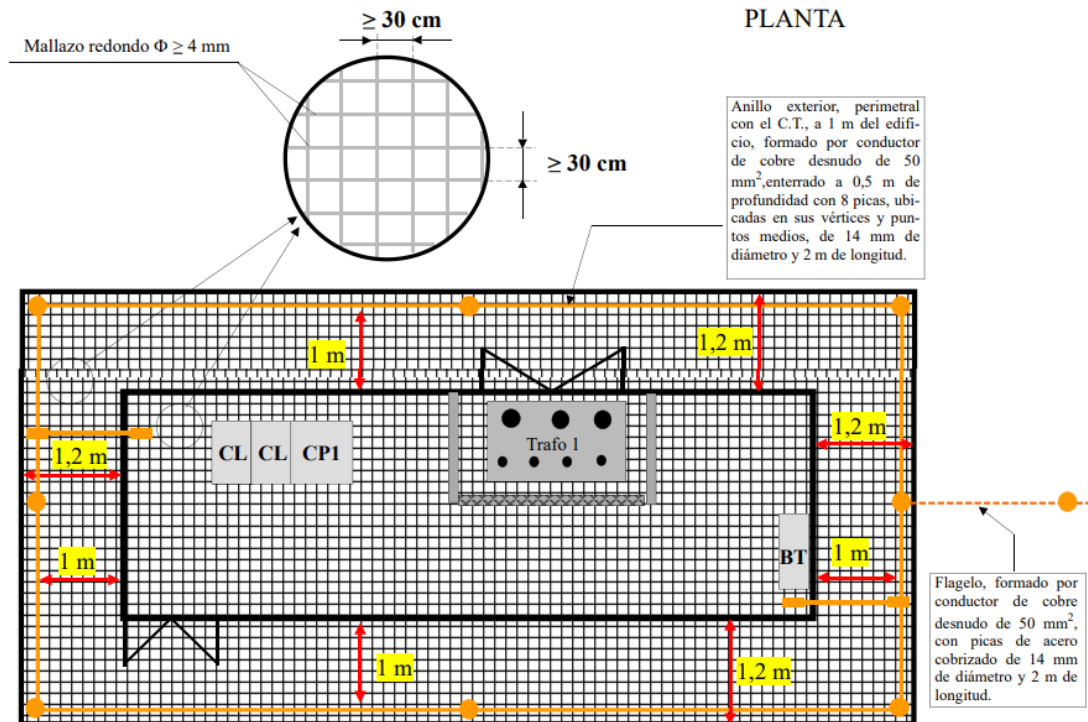 ≥ 30 cm
PLANTA
Mallazo redondo Φ ≥ 4 mm
≥ 30 cm
Anillo exterior, perimetral
con el C.T., a 1 m del edifi-
cio, formado por conductor
de cobre desnudo de 50
mm²,enterrado a 0,5 m de
profundidad con 8 picas, ubi-
cadas en sus vértices y pun-
tos medios, de 14 mm de
diámetro y 2 m de longitud.
1 m
1,2 m
CL CL CP1
Trafo 1
1,2 m
1,2 m
BT
1 m
1 m
Flagelo, formado por
conductor de cobre
desnudo de 50 mm²,
con picas de acero
cobrizado de 14 mm
de diámetro y 2 m de
longitud.
1 m
1,2 m